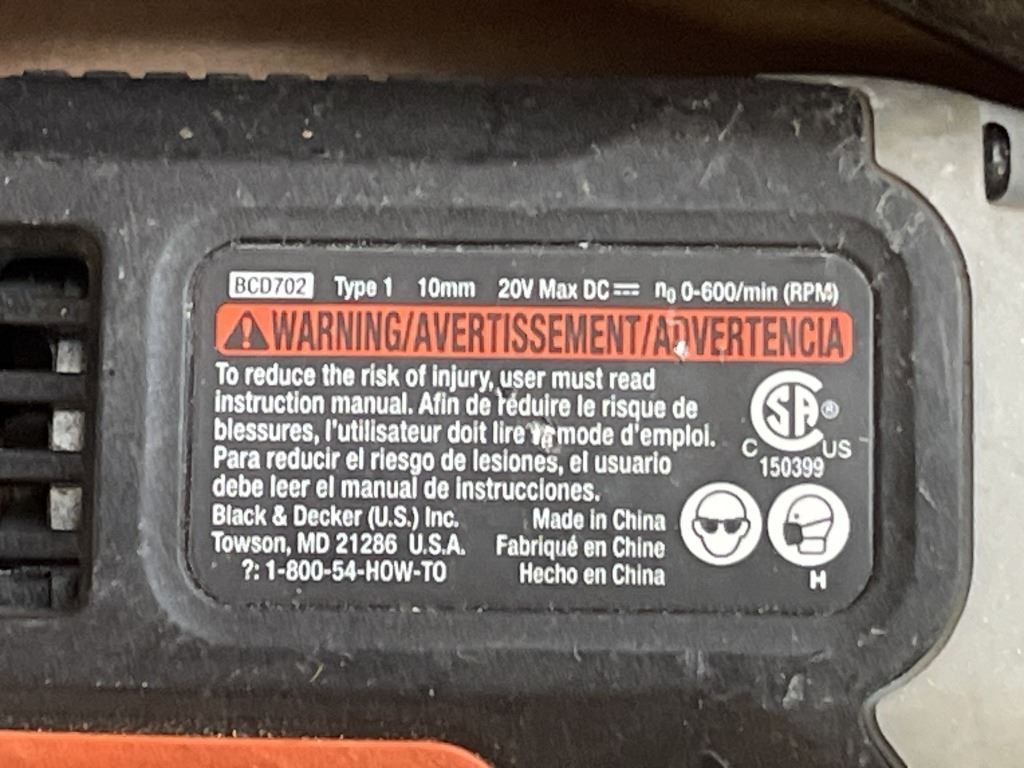 BCD702 Type 1 10mm 20V Max DC n0 0-600/min (RPM)
WARNING/AVERTISSEMENT/ADVERTENCIA
To reduce the risk of injury, user must read
instruction manual. Afin de réduire le risque de
blessures, l'utilisateur doit lire le mode d'emploi.
Para reducir el riesgo de lesiones, el usuario
debe leer el manual de instrucciones.
Black & Decker (U.S.) Inc.
Towson, MD 21286 U.S.A.
?: 1-800-54-HOW-TO
Made in China
Fabriqué en Chine
Hecho en China
SA ®
C US
150399
H